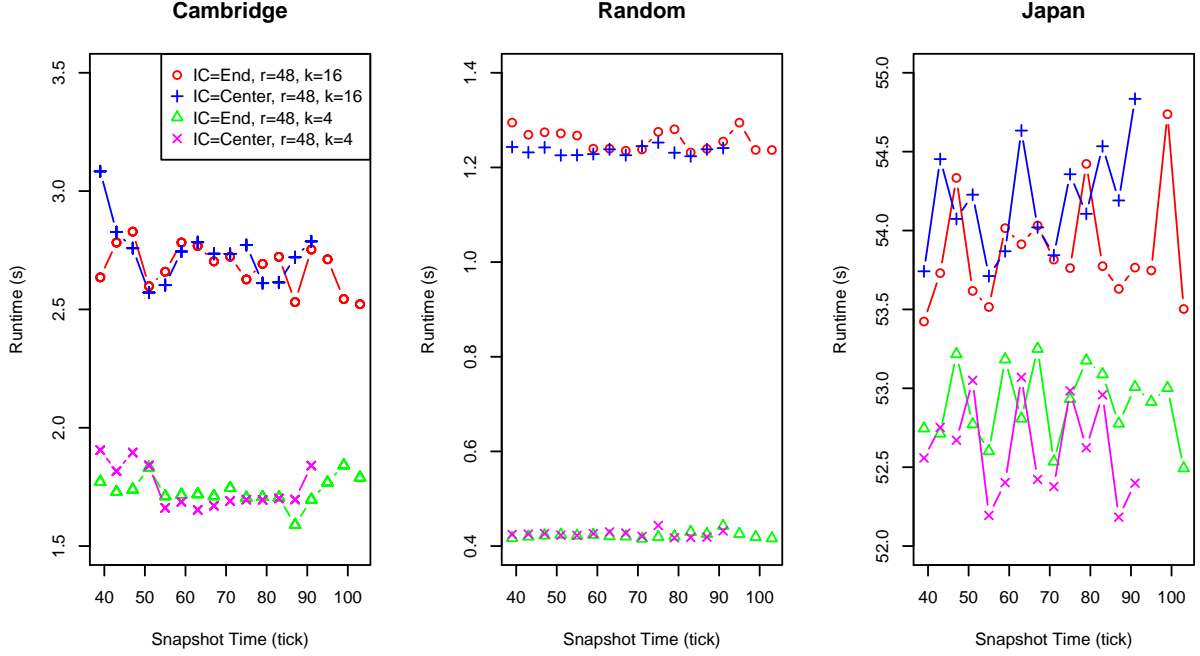 Cambridge
Runtime (s)
3.5
3.0
2.5
2.0
1.5
IC=End, r=48, k=16
IC=Center, r=48, k=16
IC=End, r=48, k=4
IC=Center, r=48, k=4
40 50 60 70 80 90 100
Snapshot Time (tick)
Random
Runtime (s)
1.4
1.2
1.0
0.8
0.6
0.4
40 50 60 70 80 90 100
Snapshot Time (tick)
Japan
Runtime (s)
55.0
54.5
54.0
53.5
53.0
52.5
52.0
40 50 60 70 80 90 100
Snapshot Time (tick)